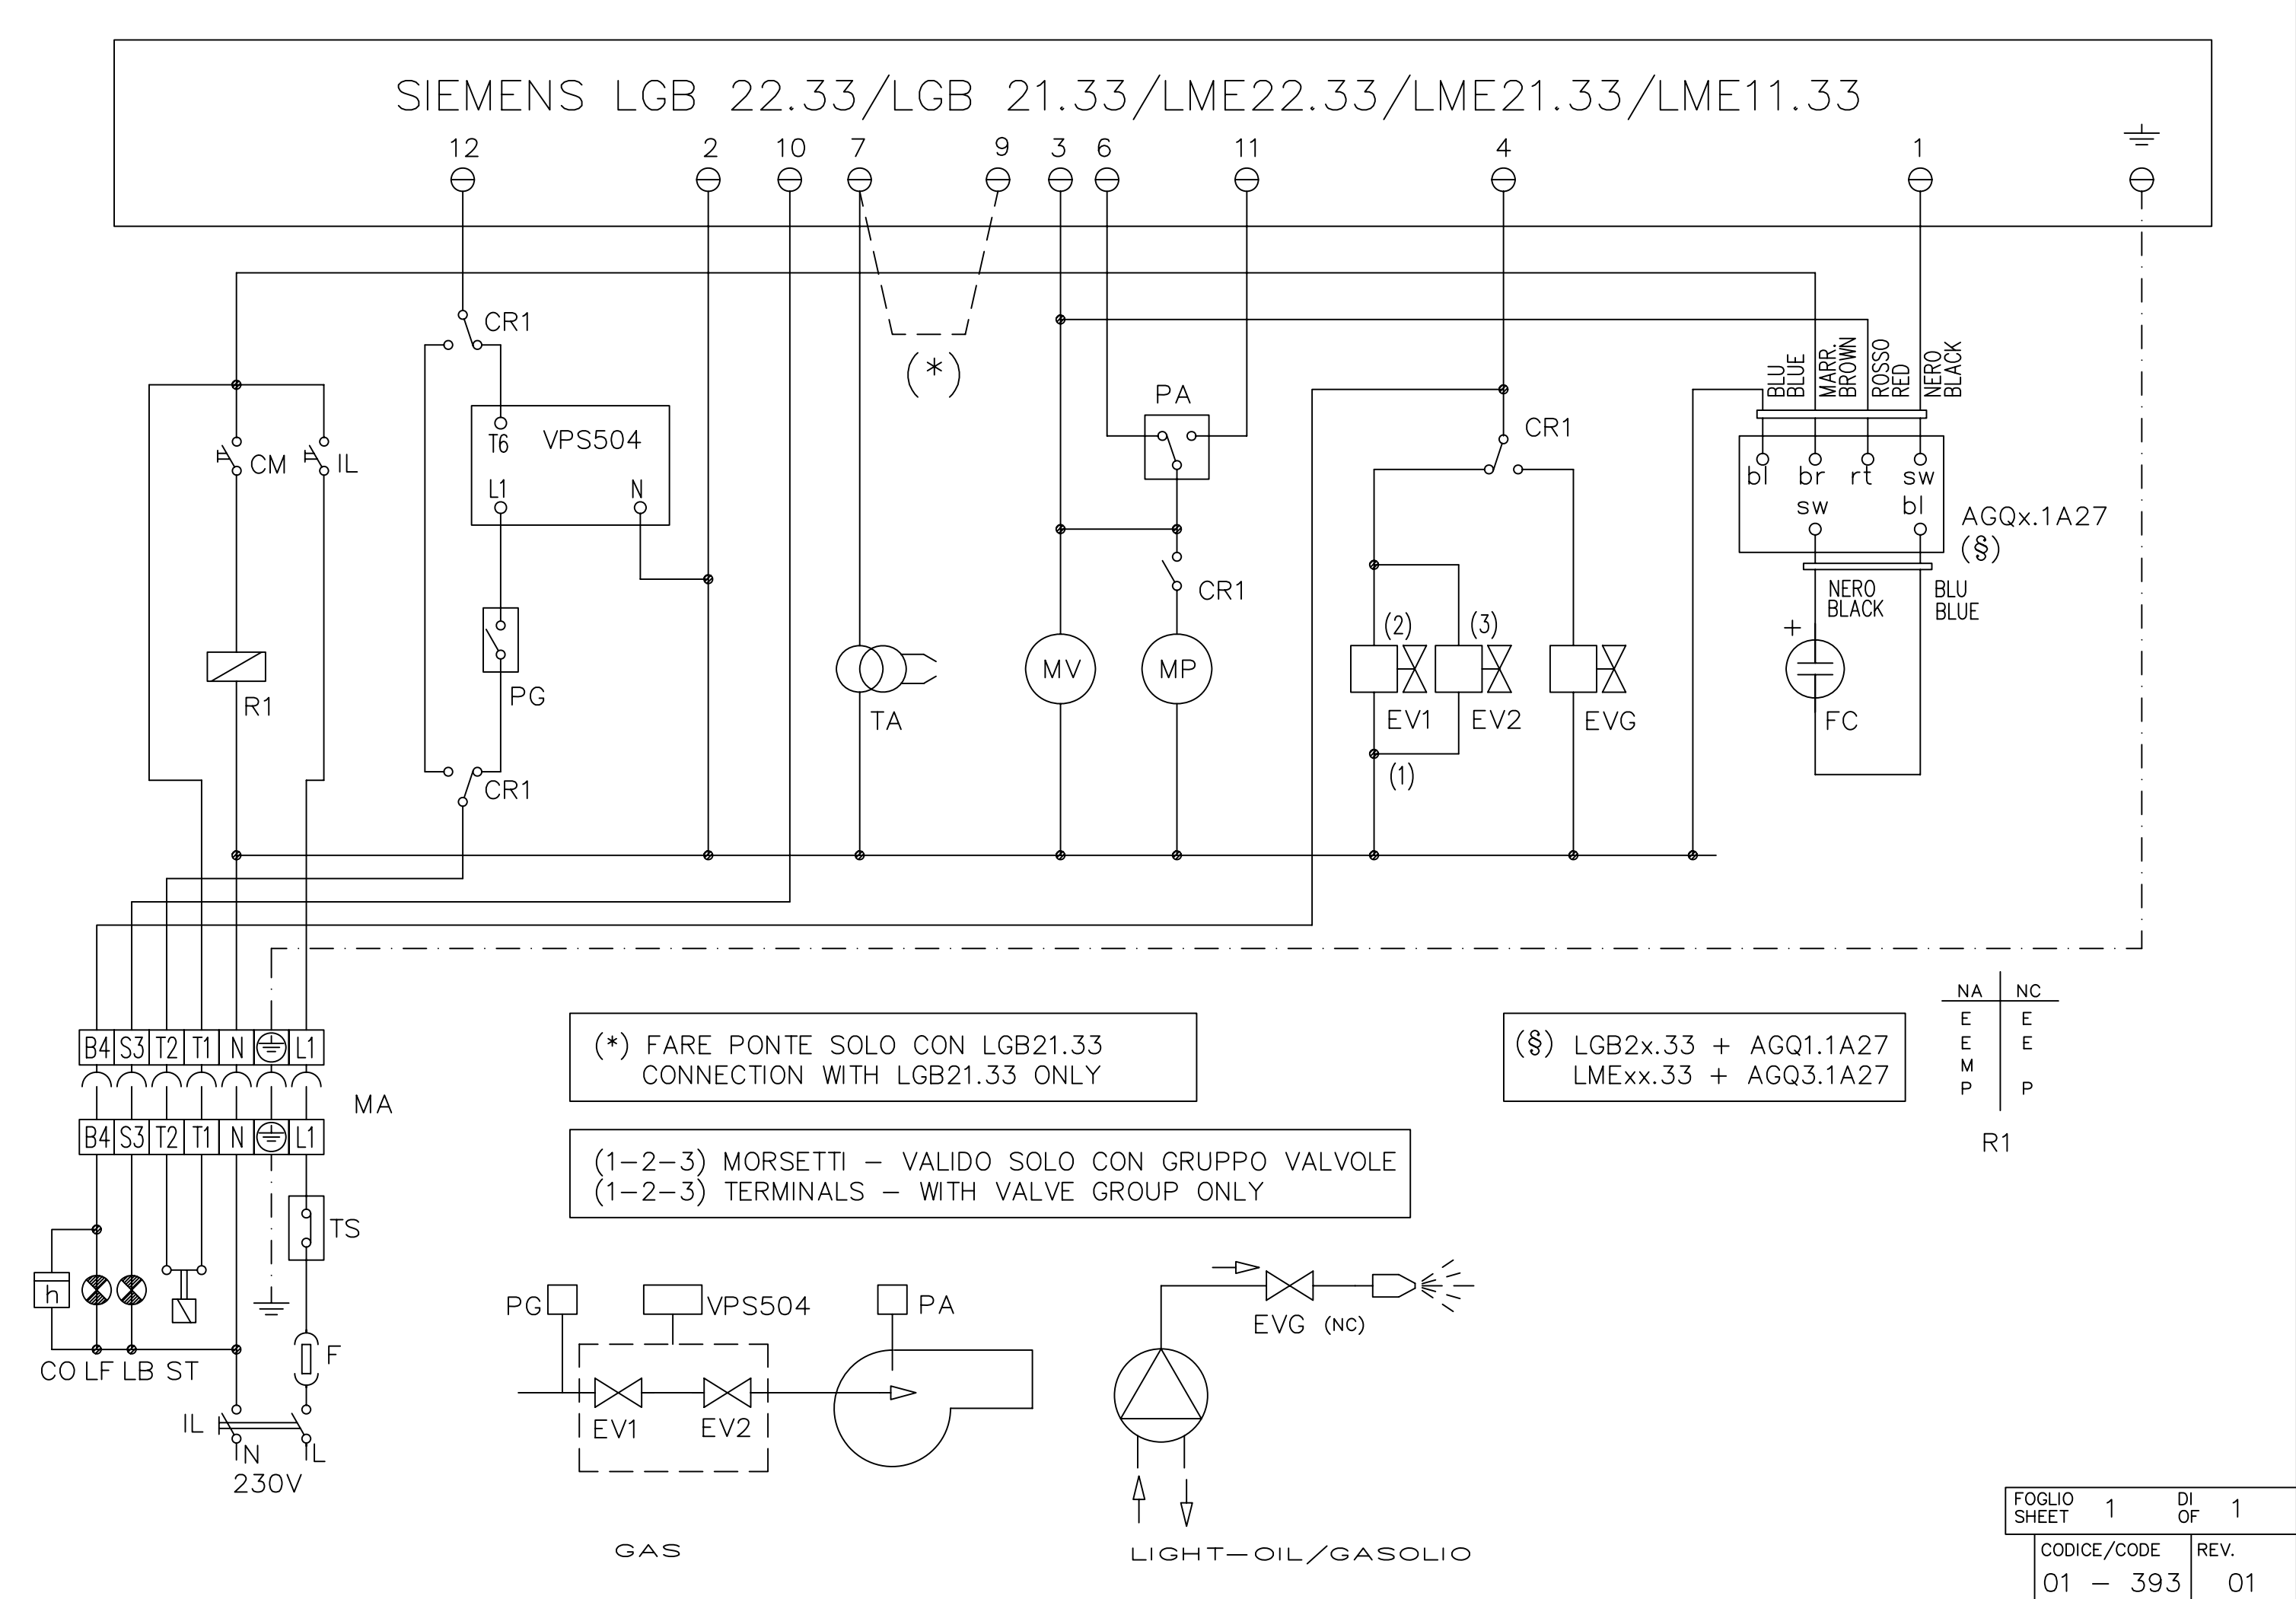 SIEMENS LGB 22.33/LGB 21.33/LME22.33/LME21.33/LME11.33
12 2 10 7 9 3 6 11 4 1
CR1
(*)
BLU
BLUE
MARR.
BROWN
ROSSO
RED
NERO
BLACK
PA
CR1
T6 VPS504
CM IL
L1 N
bl br rt sw
sw bl
AGQx.1A27
(§)
CR1
NERO
BLACK
BLU
BLUE
(2) (3)
+
MV MP
PG
R1
TA
EV1 EV2 EVG
FC
(1)
CR1
NA NC
E E
E E
M
P P
R1
B4 S3 T2 T1 N L1
MA
B4 S3 T2 T1 N L1
(*) FARE PONTE SOLO CON LGB21.33
CONNECTION WITH LGB21.33 ONLY
(§) LGB2x.33 + AGQ1.1A27
LMExx.33 + AGQ3.1A27
(1-2-3) MORSETTI - VALIDO SOLO CON GRUPPO VALVOLE
(1-2-3) TERMINALS - WITH VALVE GROUP ONLY
TS
h
F
CO LF LB ST
IL
N L
230V
PG VPS504 PA
EV1 EV2
GAS
EVG (NC)
LIGHT-OIL/GASOLIO
FOGLIO
SHEET 1
DI
OF 1
CODICE/CODE REV.
01 - 393 01